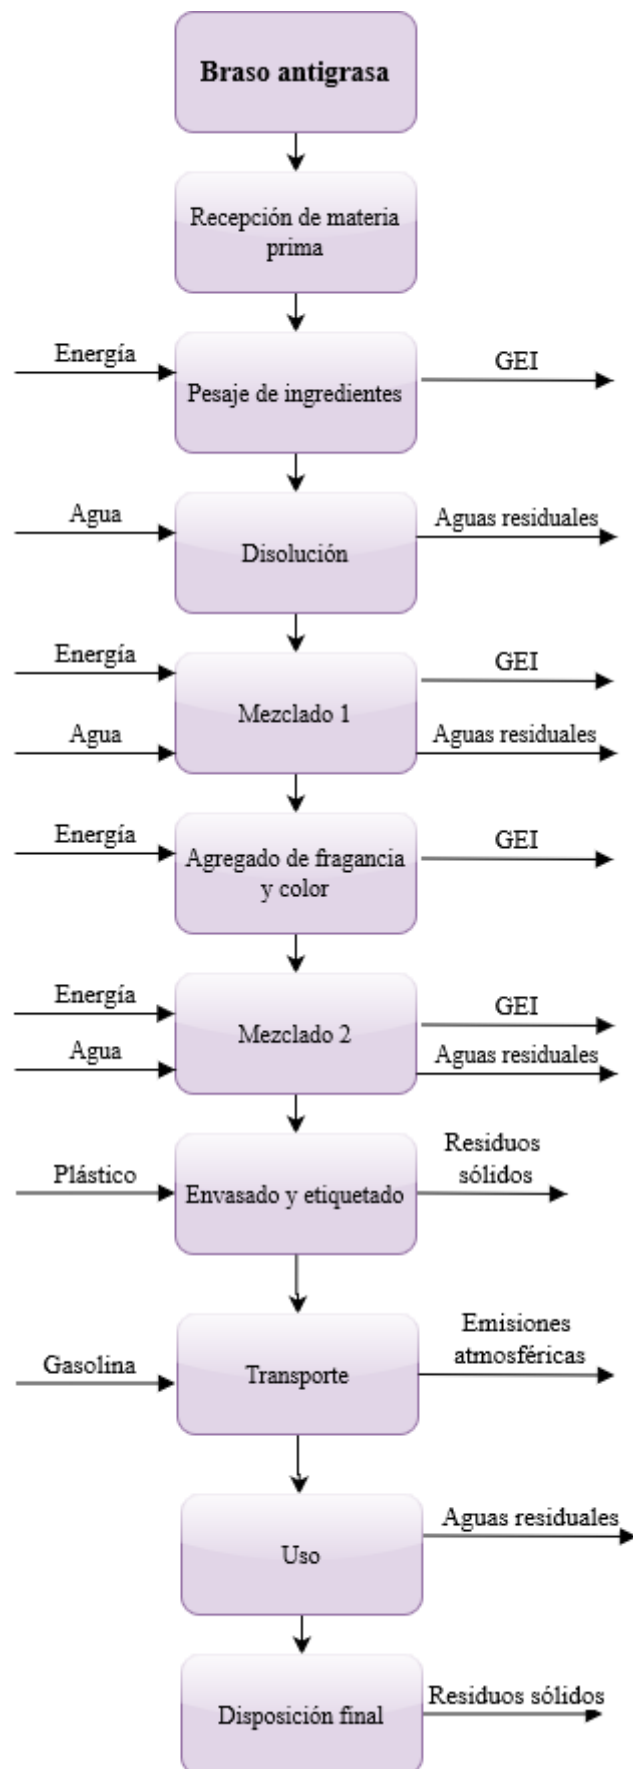 Braso antigrasa
Recepción de materia
prima
Energía
GEI
Pesaje de ingredientes
Agua
Aguas residuales
Disolución
Energía
GEI
Mezclado 1
Agua
Aguas residuales
Energía
GEI
Agregado de fragancia
y color
Energía
GEI
Mezclado 2
Agua
Aguas residuales
Residuos
sólidos
Plástico
Envasado y etiquetado
Emisiones
atmosféricas
Gasolina
Transporte
Aguas residuales
Uso
Residuos sólidos
Disposición final